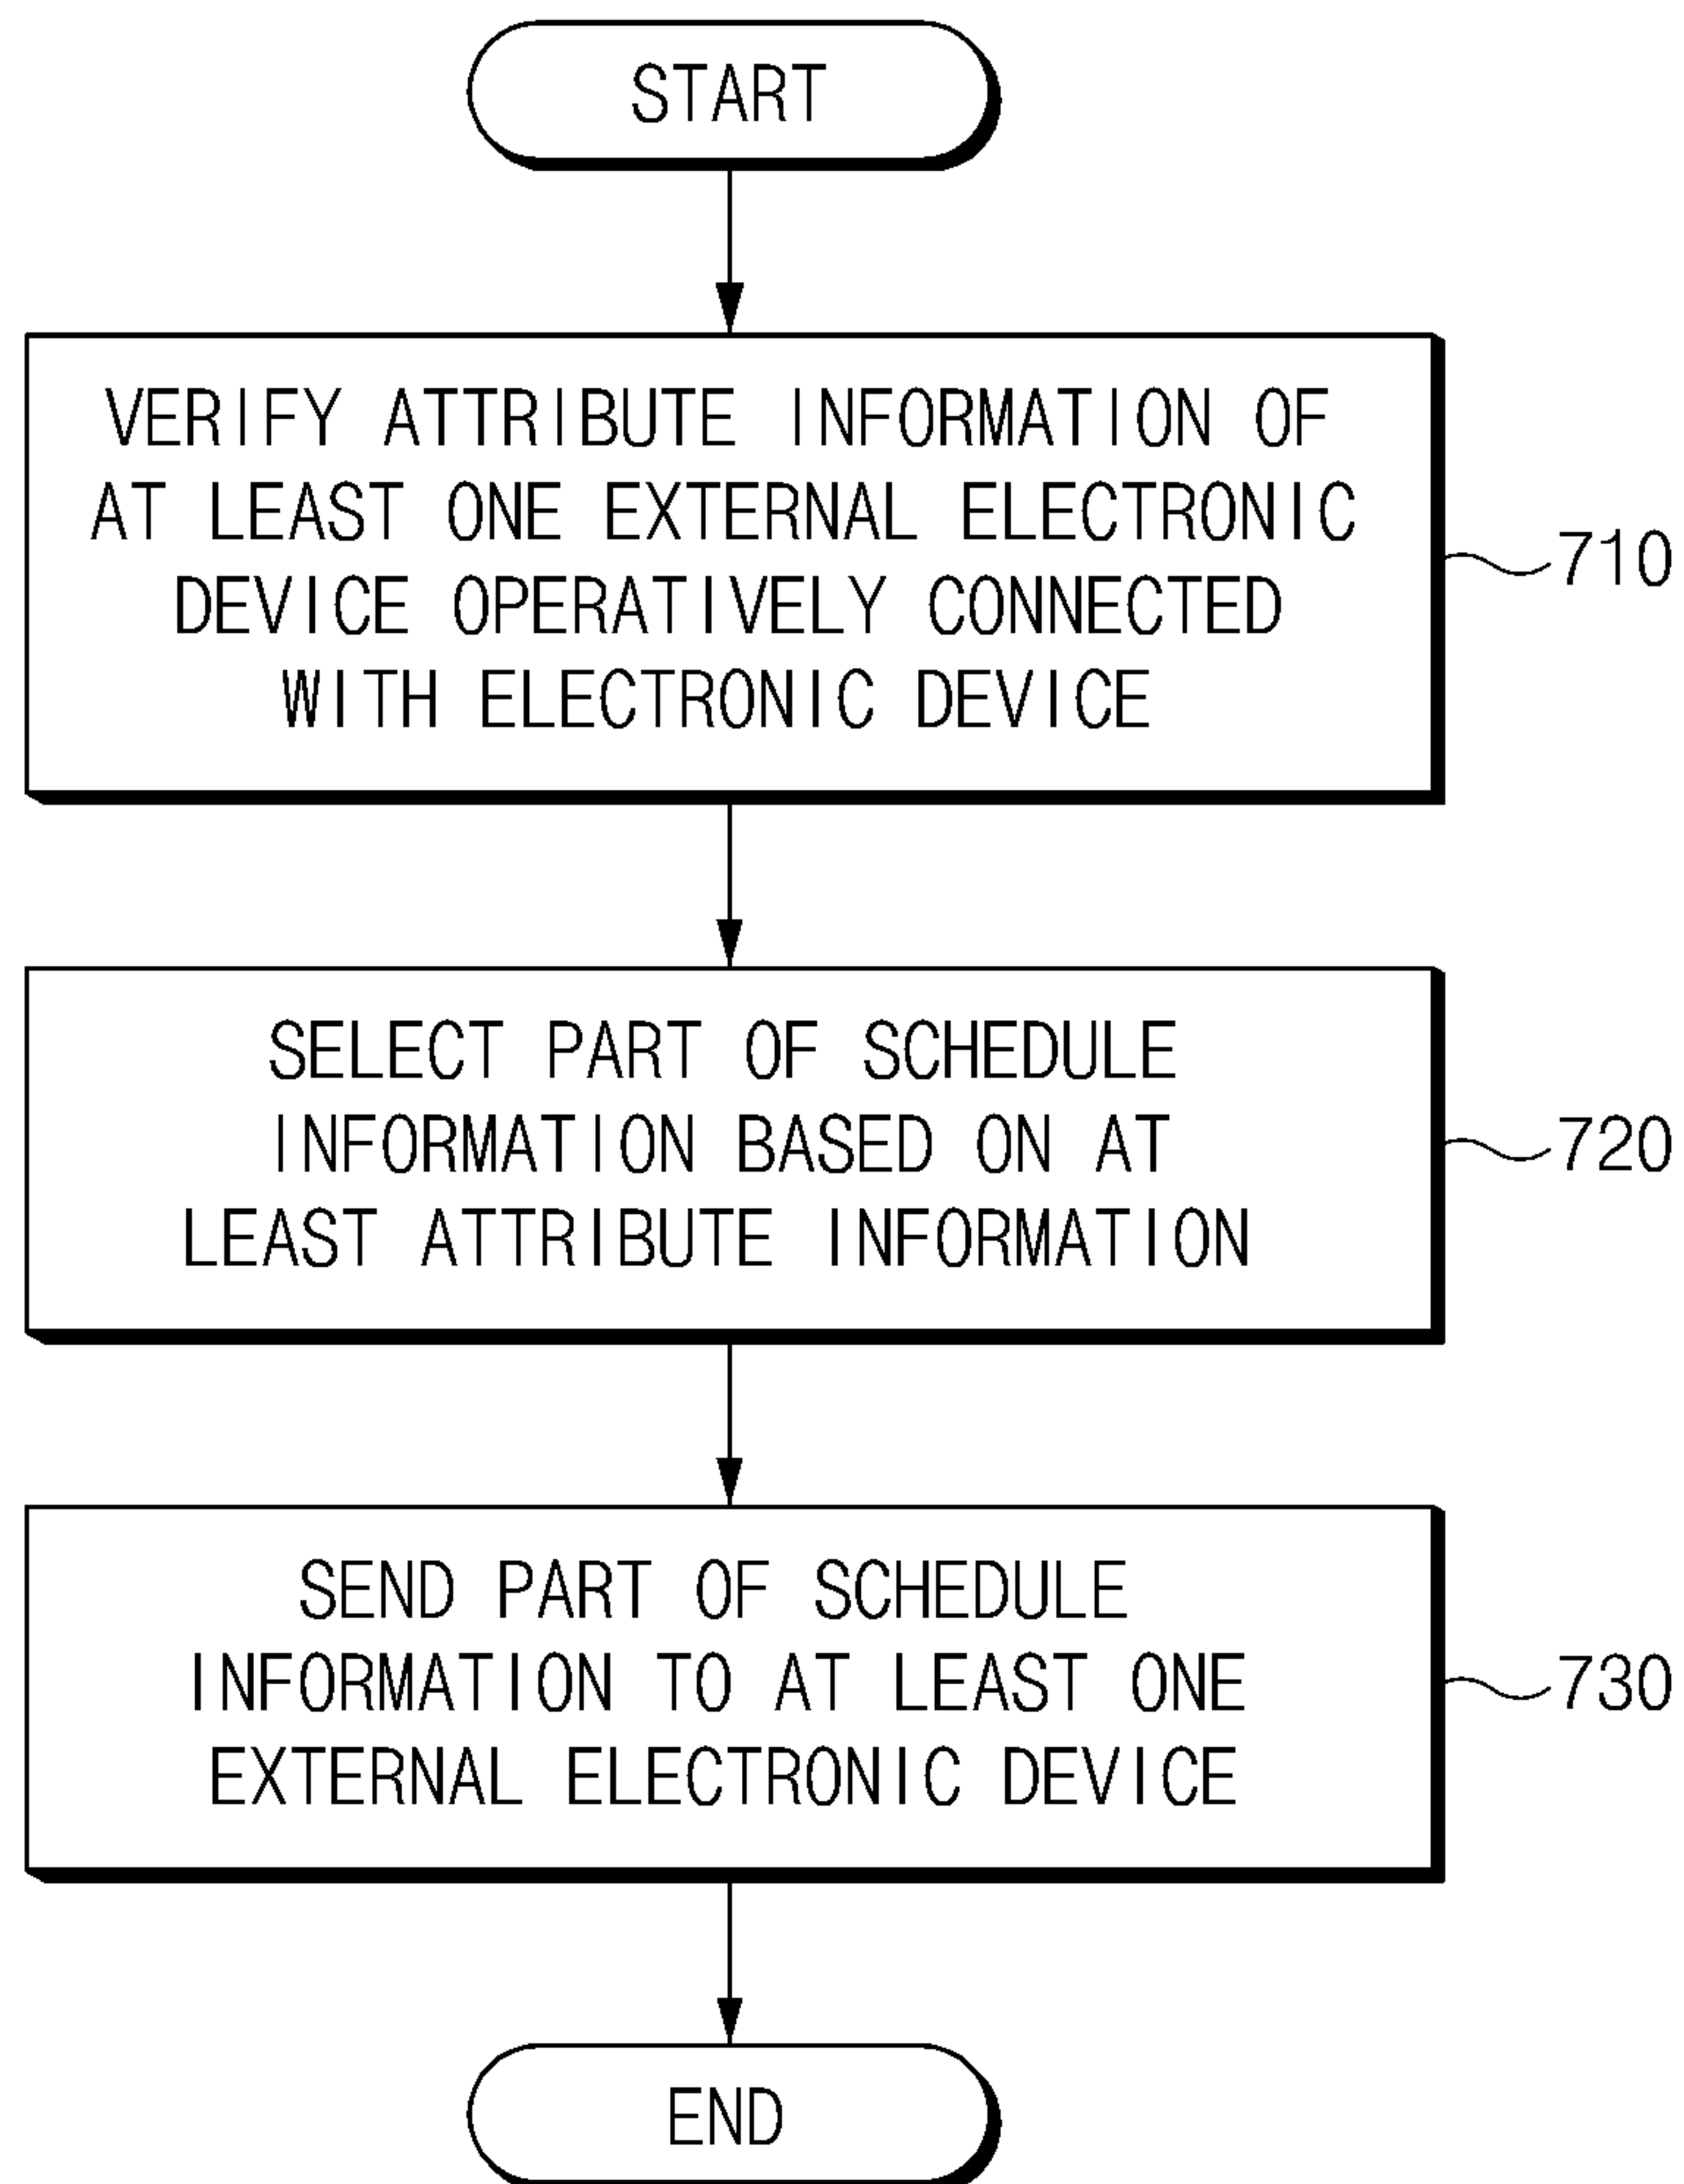 START
VERIFY ATTRIBUTE INFORMATION OF
AT LEAST ONE EXTERNAL ELECTRONIC
DEVICE OPERATIVELY CONNECTED
WITH ELECTRONIC DEVICE
710
SELECT PART OF SCHEDULE
INFORMATION BASED ON AT
LEAST ATTRIBUTE INFORMATION
720
SEND PART OF SCHEDULE
INFORMATION TO AT LEAST ONE
EXTERNAL ELECTRONIC DEVICE
730
END